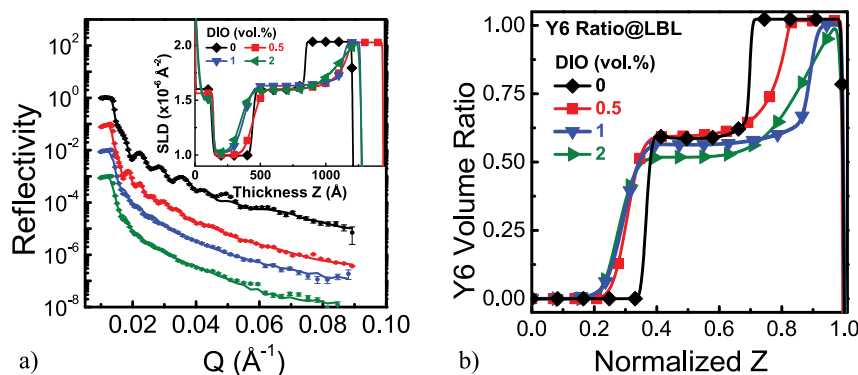 a)
Reflectivity
10²
10⁰
10⁻²
10⁻⁴
10⁻⁶
10⁻⁸
0.02 0.04 0.06 0.08 0.10
Q (Å⁻¹)
SLD (x10⁻⁶ Å⁻²)
2.0
1.5
1.0
DIO (vol.%)
0 0.5
1 2
0 500 1000
Thickness Z (Å)
b)
Y6 Volume Ratio
1.00
0.75
0.50
0.25
0.00
Y6 Ratio@LBL
DIO (vol.%)
0
0.5
1
2
0.0 0.2 0.4 0.6 0.8 1.0
Normalized Z